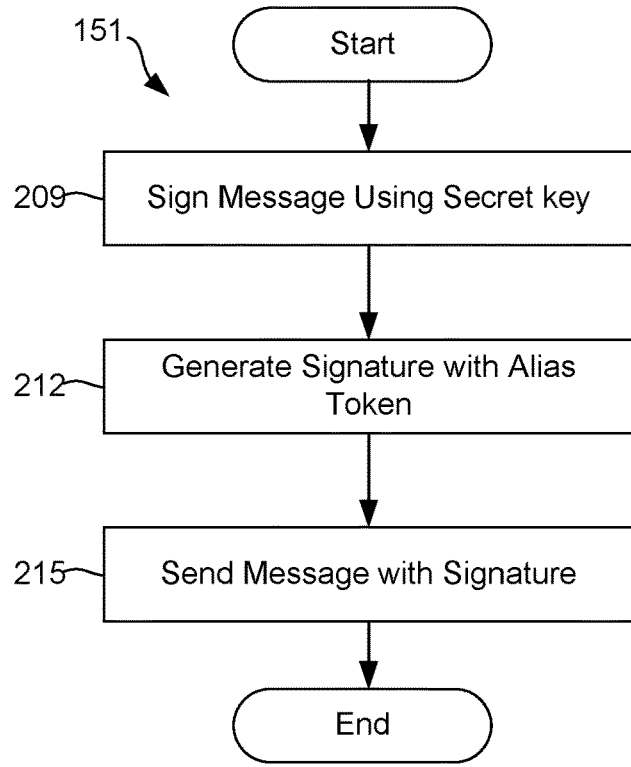 151
Start
209
Sign Message Using Secret key
212
Generate Signature with Alias
Token
215
Send Message with Signature
End